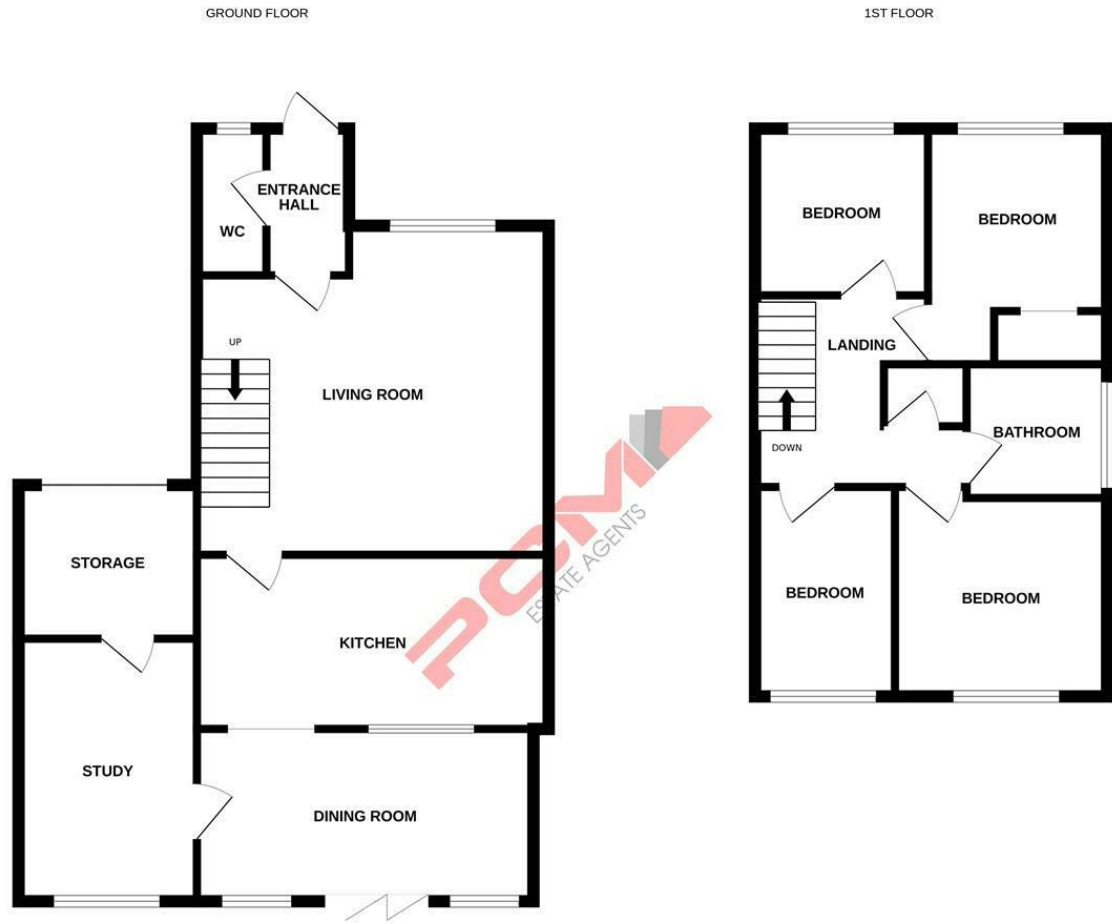 GROUND FLOOR
1ST FLOOR
ENTRANCE
HALL
WC
UP
LIVING ROOM
STORAGE
KITCHEN
STUDY
DINING ROOM
BEDROOM
BEDROOM
LANDING
BATHROOM
DOWN
BEDROOM
BEDROOM
PCM
ESTATE AGENTS